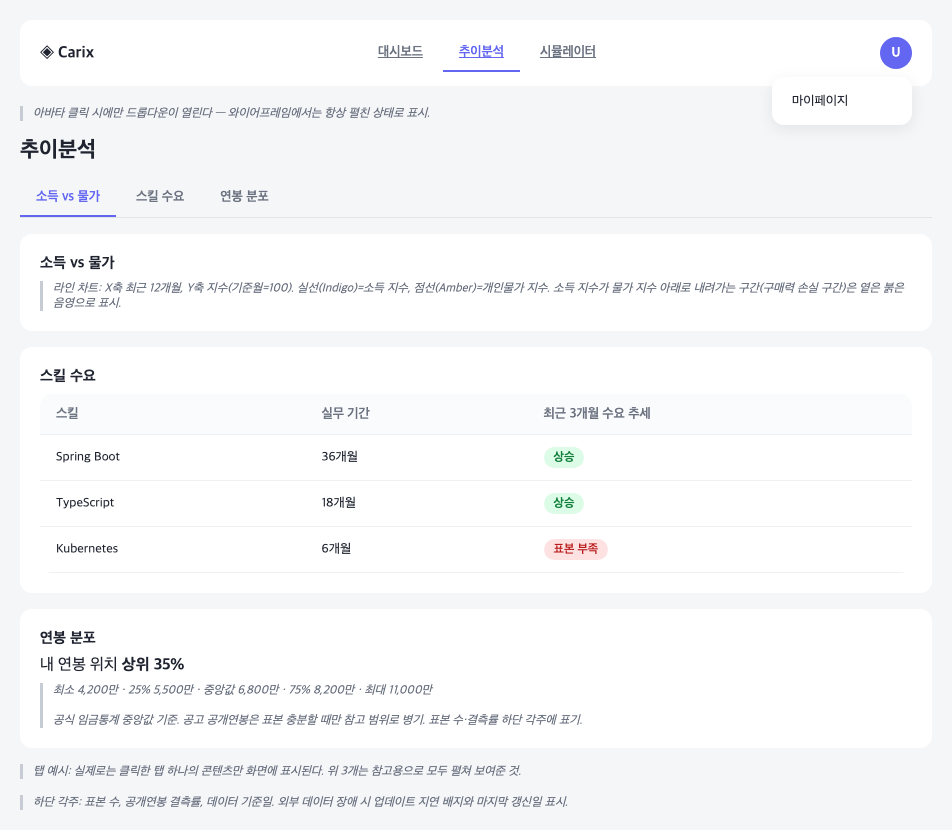 ◈ Carix
대시보드
추이분석
시뮬레이터
U
마이페이지
아바타 클릭 시에만 드롭다운이 열린다 — 와이어프레임에서는 항상 펼친 상태로 표시.
추이분석
소득 vs 물가
스킬 수요
연봉 분포
소득 vs 물가
라인 차트: X축 최근 12개월, Y축 지수(기준월=100). 실선(Indigo)=소득 지수, 점선(Amber)=개인물가 지수. 소득 지수가 물가 지수 아래로 내려가는 구간(구매력 손실 구간)은 옅은 붉은
음영으로 표시.
스킬 수요
스킬 실무 기간 최근 3개월 수요 추세
Spring Boot 36개월 상승
TypeScript 18개월 상승
Kubernetes 6개월 표본 부족
연봉 분포
내 연봉 위치 상위 35%
최소 4,200만 · 25% 5,500만 · 중앙값 6,800만 · 75% 8,200만 · 최대 11,000만
공식 임금통계 중앙값 기준. 공고 공개연봉은 표본 충분할 때만 참고 범위로 병기. 표본 수·결측률 하단 각주에 표기.
탭 예시: 실제로는 클릭한 탭 하나의 콘텐츠만 화면에 표시된다. 위 3개는 참고용으로 모두 펼쳐 보여준 것.
하단 각주: 표본 수, 공개연봉 결측률, 데이터 기준일. 외부 데이터 장애 시 업데이트 지연 배지와 마지막 갱신일 표시.